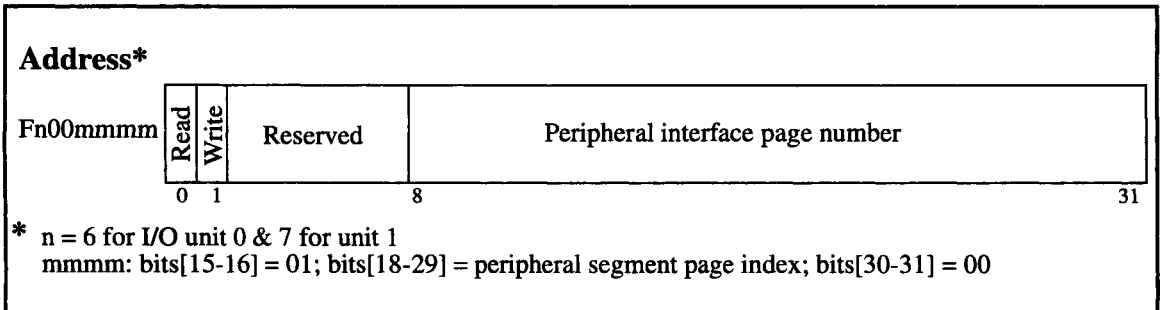 Address*
Fn00mmmm Read Write Reserved Peripheral interface page number
0 1 8 31
* n = 6 for I/O unit 0 & 7 for unit 1
mmmm: bits[15-16] = 01; bits[18-29] = peripheral segment page index; bits[30-31] = 00